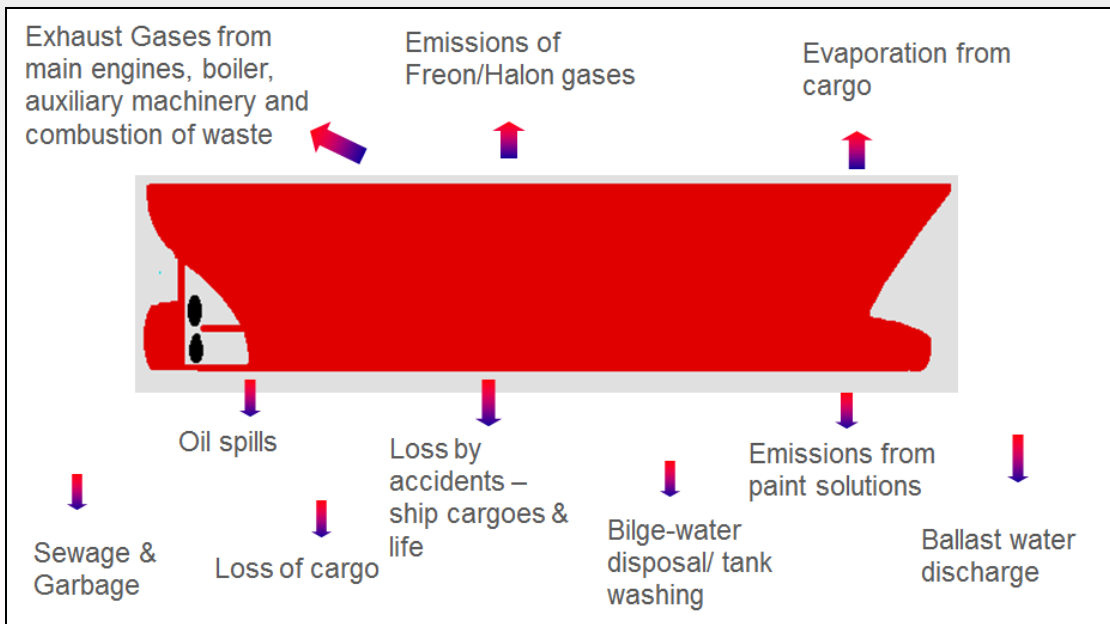 Exhaust Gases from
main engines, boiler,
auxiliary machinery and
combustion of waste
Emissions of
Freon/Halon gases
Evaporation from
cargo
Oil spills
Loss by
accidents –
ship cargoes &
life
Emissions from
paint solutions
Sewage &
Garbage
Loss of cargo
Bilge-water
disposal/ tank
washing
Ballast water
discharge